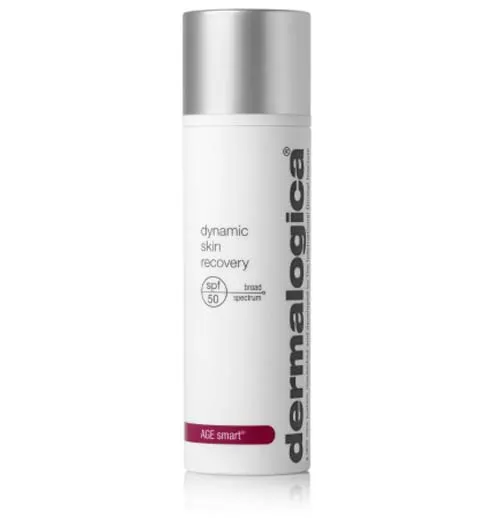 dynamic
skin
recovery
spf
50
broad
spectrum
AGE smart®
dermalogica®